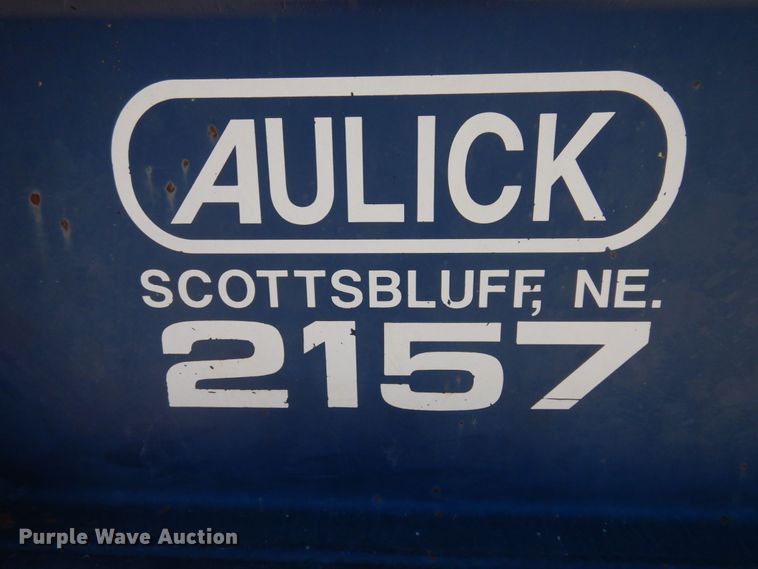 AULICK
SCOTTSBLUFF, NE.
2157
Purple Wave Auction